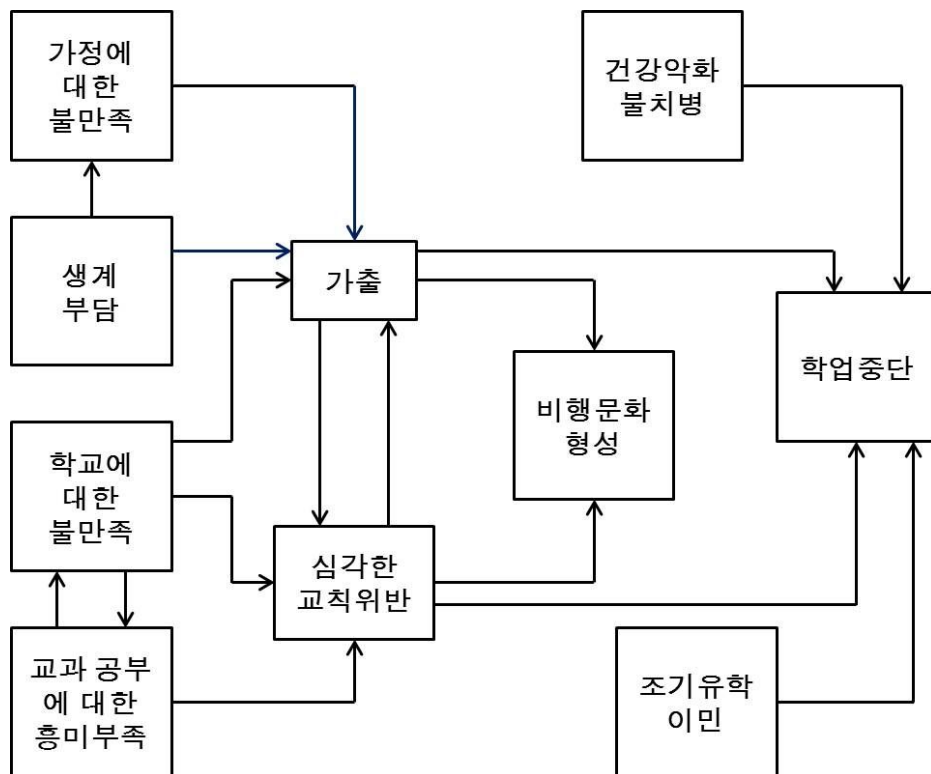 가정에
대한
불만족
건강악화
불치병
생계
부담
가출
학업중단
비행문화
형성
학교에
대한
불만족
심각한
교칙위반
교과 공부
에 대한
흥미부족
조기유학
이민